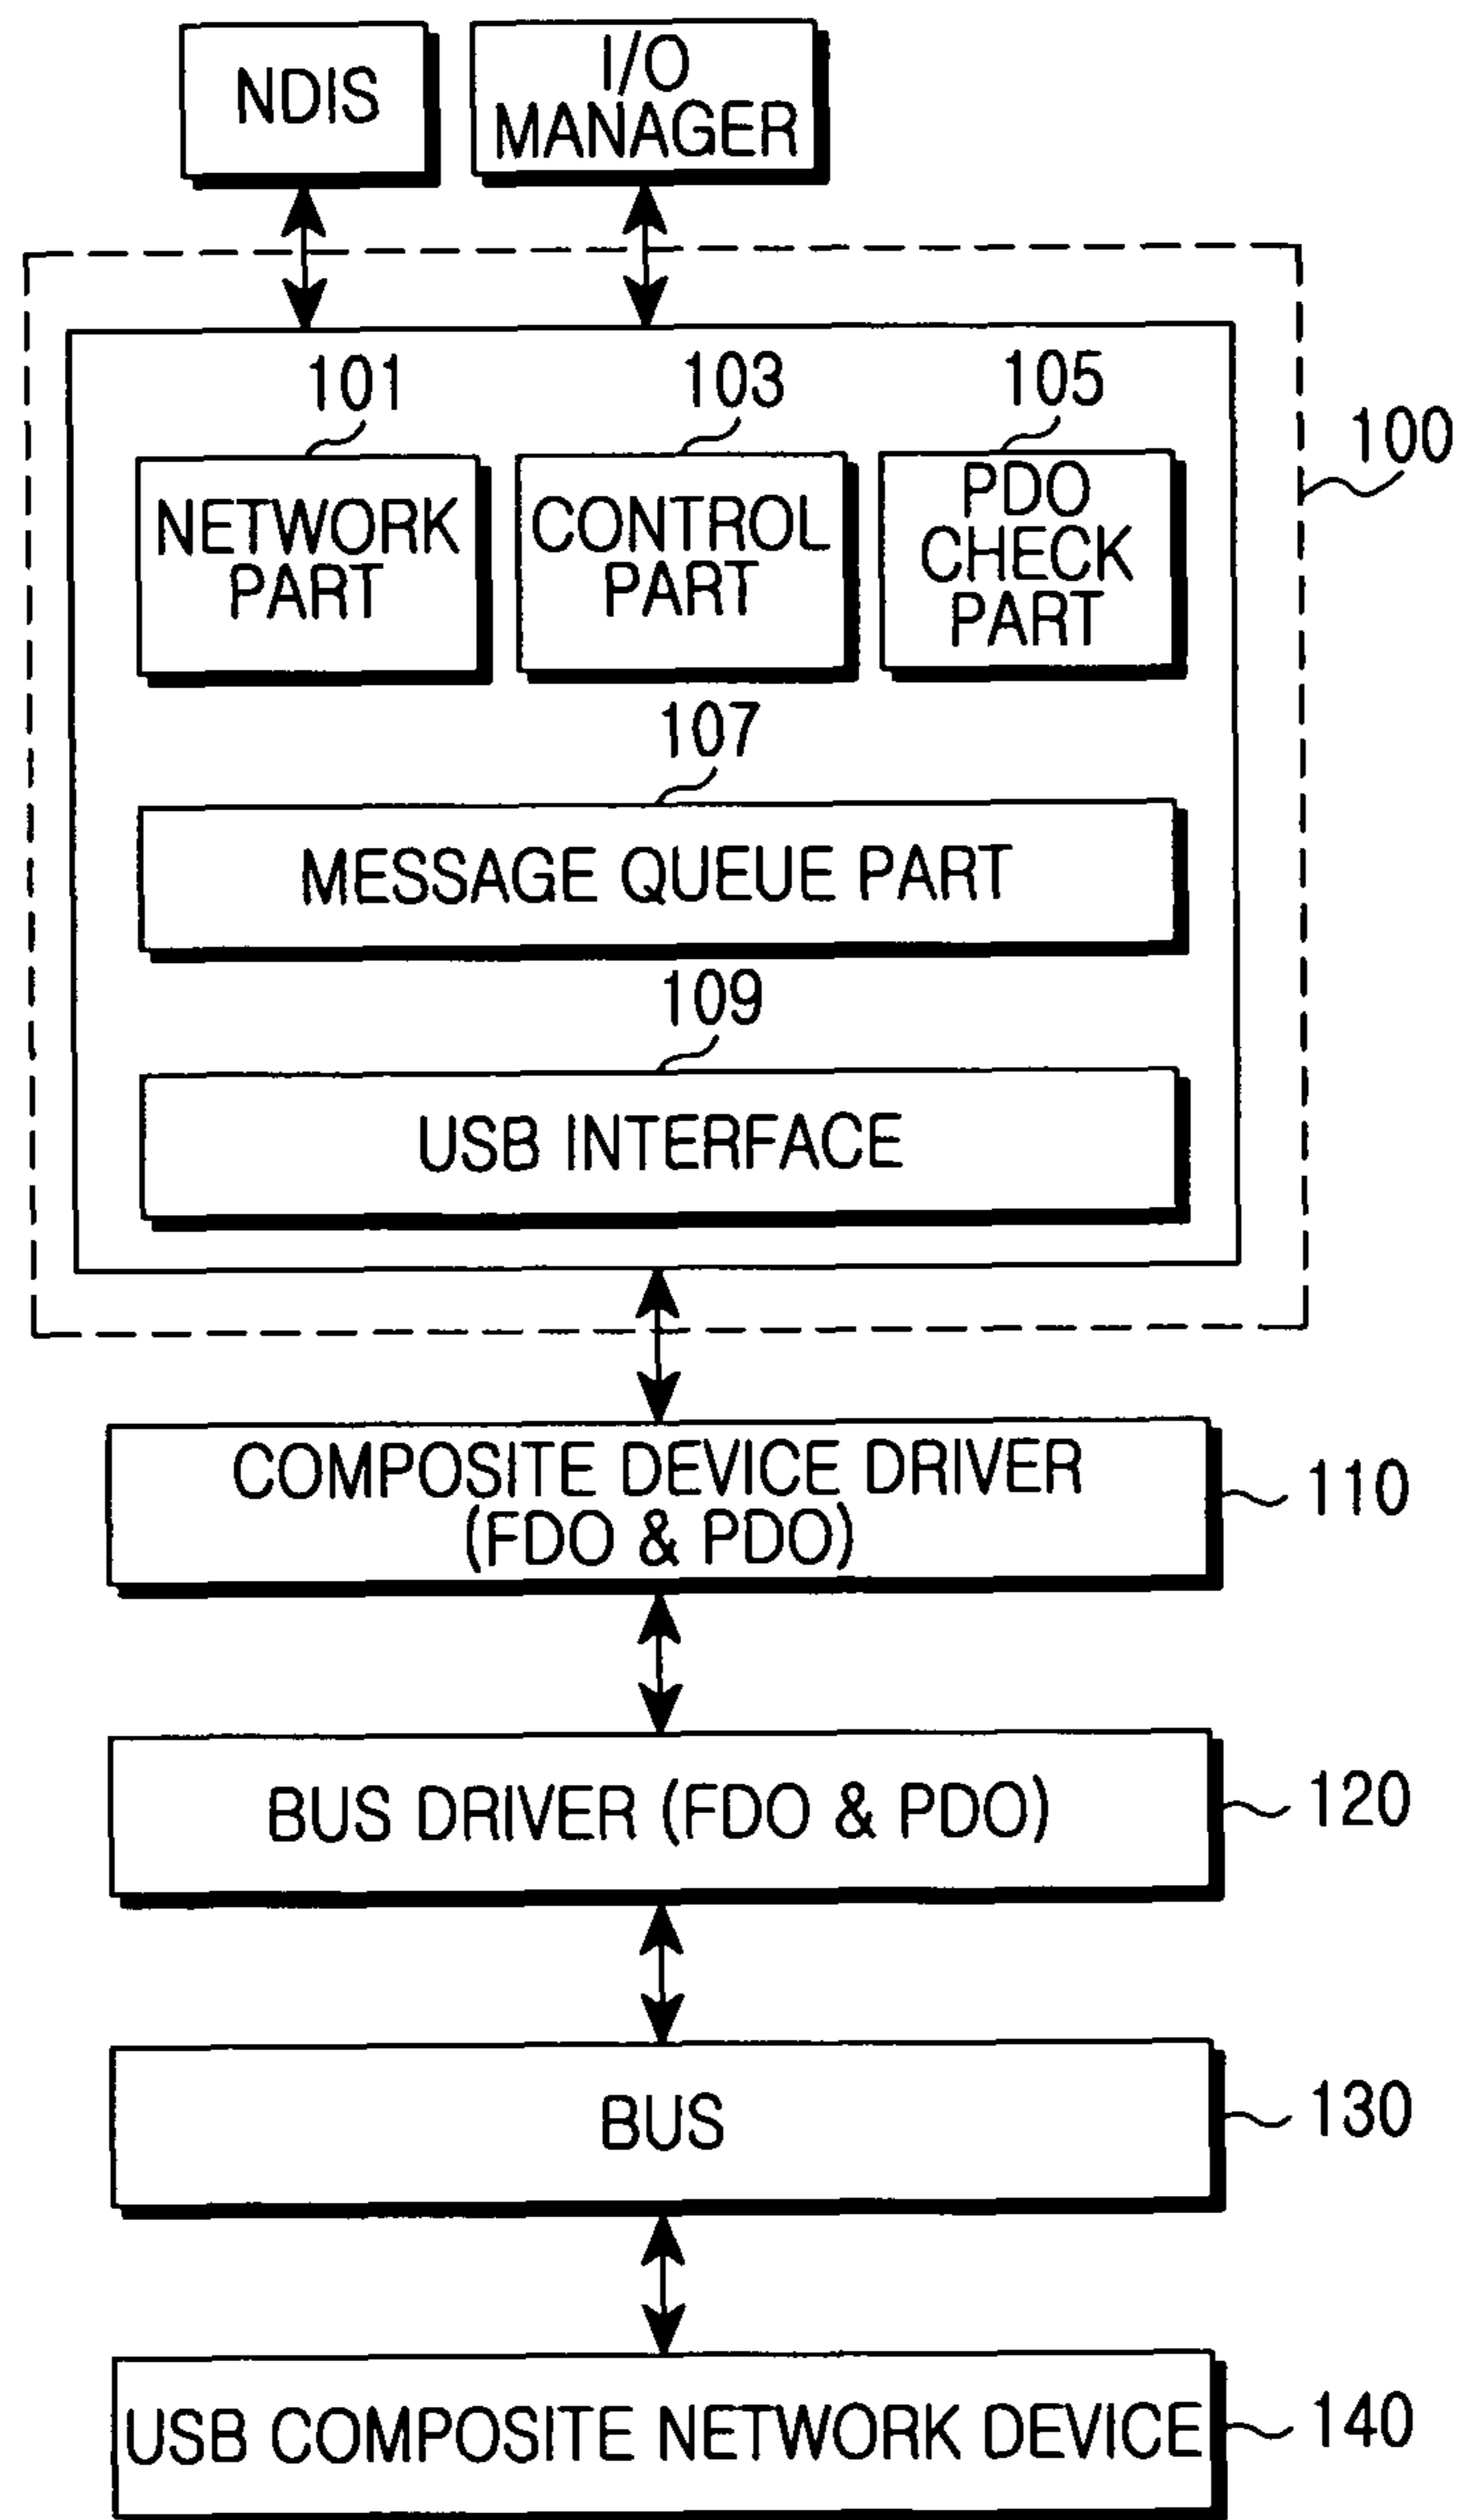 NDIS
I/O
MANAGER
101
103
105
100
NETWORK
PART
CONTROL
PART
PDO
CHECK
PART
107
MESSAGE QUEUE PART
109
USB INTERFACE
COMPOSITE DEVICE DRIVER
(FDO & PDO)
110
BUS DRIVER (FDO & PDO)
120
BUS
130
USB COMPOSITE NETWORK DEVICE
140